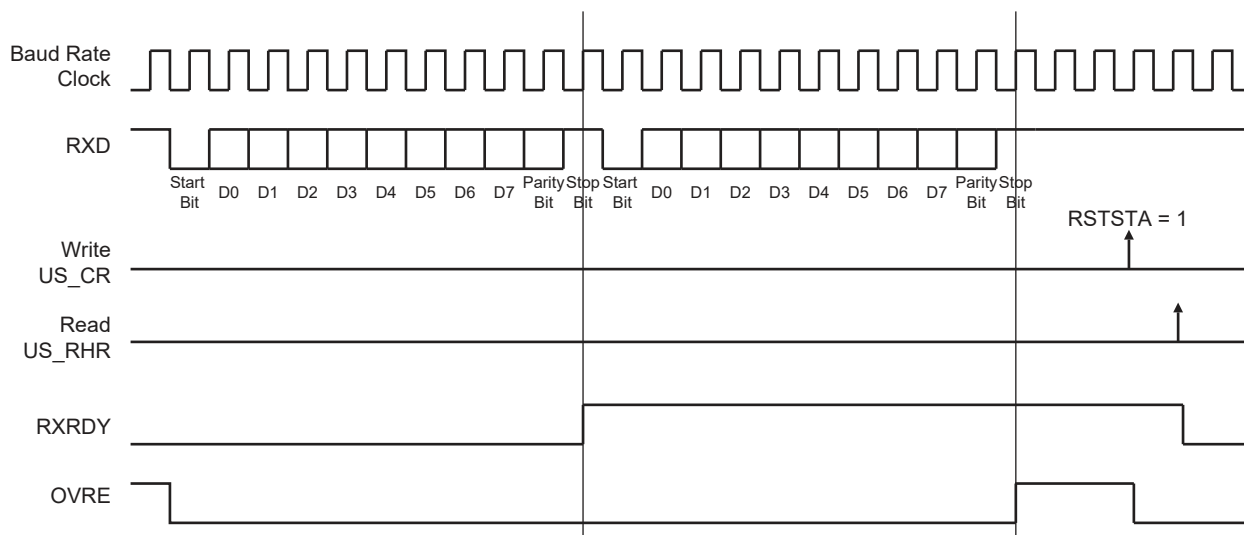 Baud Rate
Clock
RXD
Start
Bit
D0
D1
D2
D3
D4
D5
D6
D7
Parity
Bit
Stop
Bit
Start
Bit
D0
D1
D2
D3
D4
D5
D6
D7
Parity
Bit
Stop
Bit
RSTSTA = 1
Write
US_CR
Read
US_RHR
RXRDY
OVRE